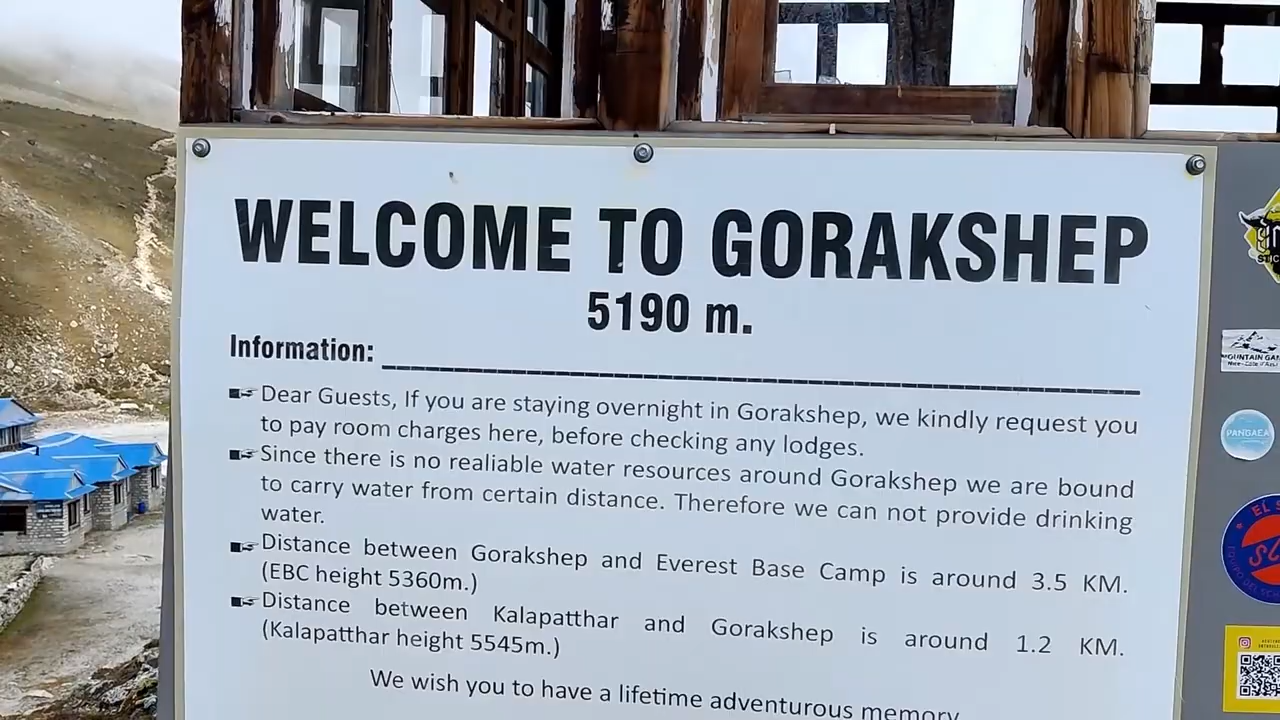 WELCOME TO GORAKSHEP
5190 m.
Information:
Dear Guests, If you are staying overnight in Gorakshep, we kindly request you
to pay room charges here, before checking any lodges.
Since there is no realiable water resources around Gorakshep we are bound
to carry water from certain distance. Therefore we can not provide drinking
water.
Distance between Gorakshep and Everest Base Camp is around 3.5 KM.
(EBC height 5360m.)
Distance between Kalapatthar and Gorakshep is around 1.2 KM.
(Kalapatthar height 5545m.)
We wish you to have a lifetime adventurous memory
PANGAEA
EL